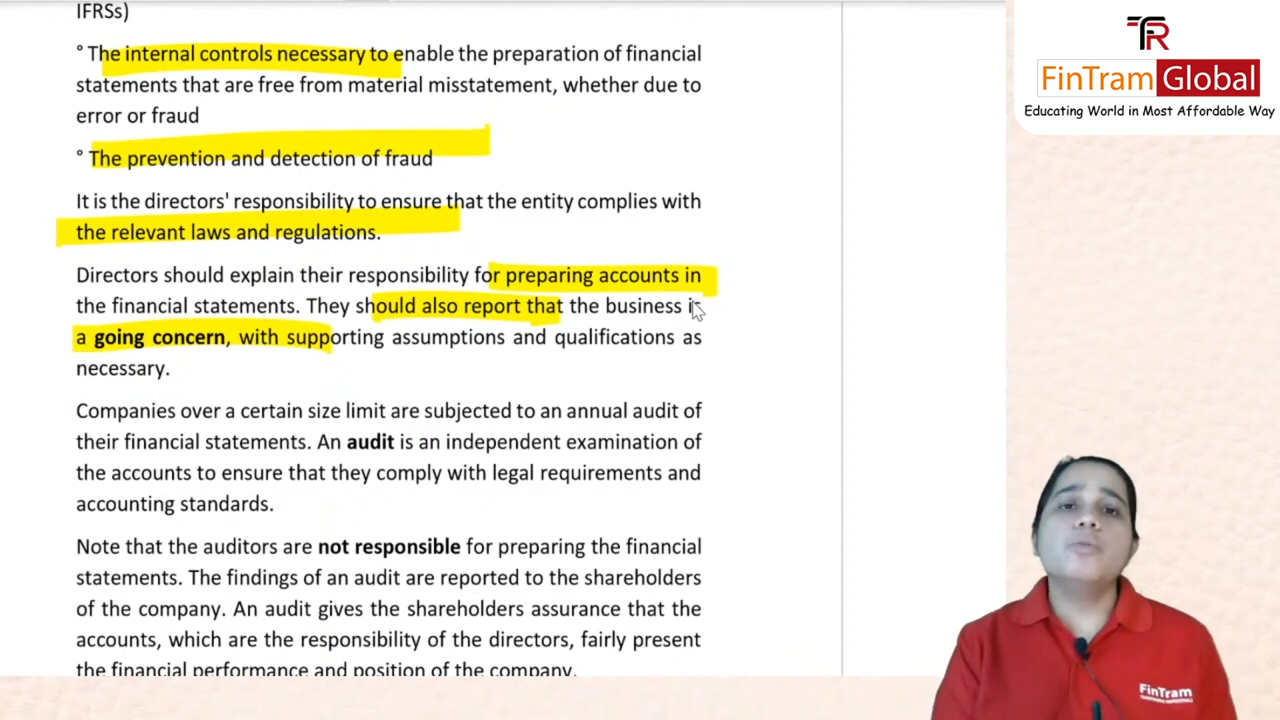 IFRSs)
° The internal controls necessary to enable the preparation of financial
statements that are free from material misstatement, whether due to
error or fraud
° The prevention and detection of fraud
It is the directors' responsibility to ensure that the entity complies with
the relevant laws and regulations.
Directors should explain their responsibility for preparing accounts in
the financial statements. They should also report that the business i
a going concern, with supporting assumptions and qualifications as
necessary.
Companies over a certain size limit are subjected to an annual audit of
their financial statements. An audit is an independent examination of
the accounts to ensure that they comply with legal requirements and
accounting standards.
Note that the auditors are not responsible for preparing the financial
statements. The findings of an audit are reported to the shareholders
of the company. An audit gives the shareholders assurance that the
accounts, which are the responsibility of the directors, fairly present
the financial performance and position of the company.
FinTram Global
Educating World in Most Affordable Way
FinTram